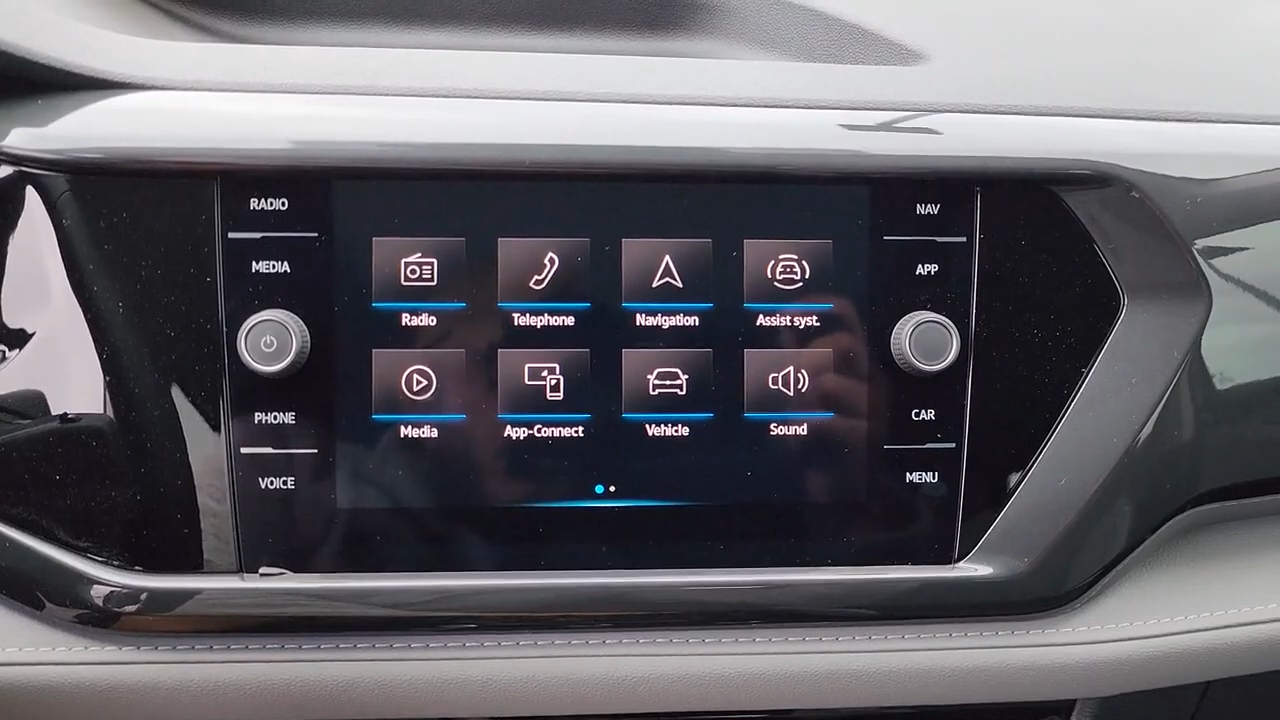 RADIO
NAV
MEDIA
APP
Radio
Telephone
Navigation
Assist syst.
Media
App-Connect
Vehicle
Sound
PHONE
CAR
VOICE
MENU